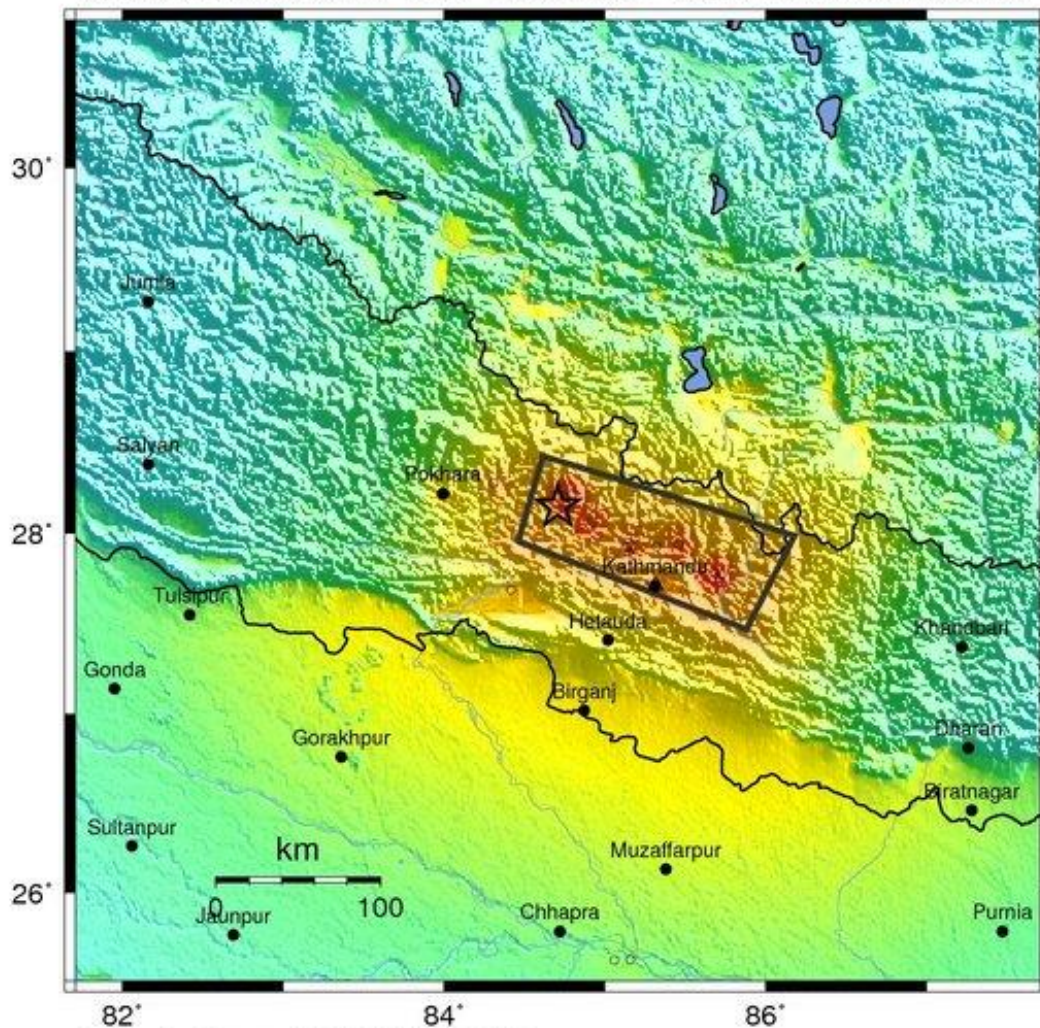 30°
Jumla
Salyan
Pokhara
28°
Kathmandu
Tulsipur
Hetauda
Khandbari
Gonda
Birganj
Gorakhpur
Dharan
Biratnagar
Sultanpur
km
Muzaffarpur
26°
0 100
Jaunpur
Chhapra
Purnia
82° 84° 86°